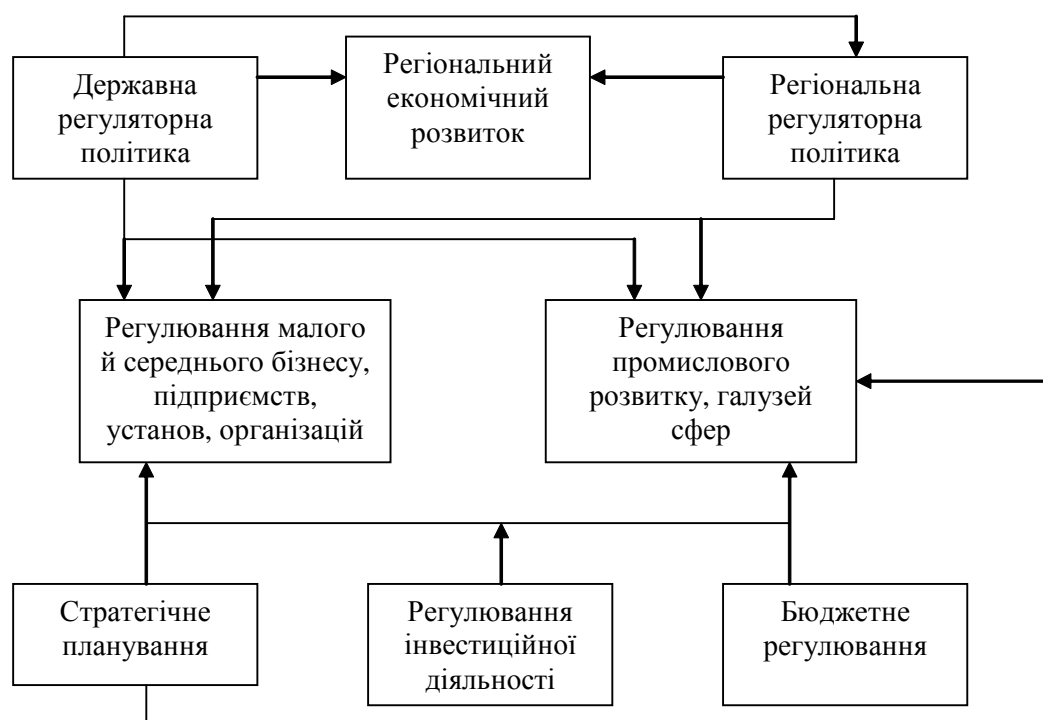 Державна
регуляторна
політика
Регіональний
економічний
розвиток
Регіональна
регуляторна
політика
Регулювання малого
й середнього бізнесу,
підприємств,
установ, організацій
Регулювання
промислового
розвитку, галузей
сфер
Стратегічне
планування
Регулювання
інвестиційної
діяльності
Бюджетне
регулювання